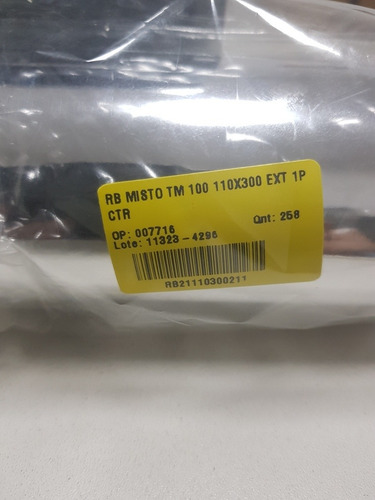 RB MISTO TM 100 110X300 EXT 1P
CTR
OP: 007716 Qnt: 258
Lote: 11323-4296
RB21110300211